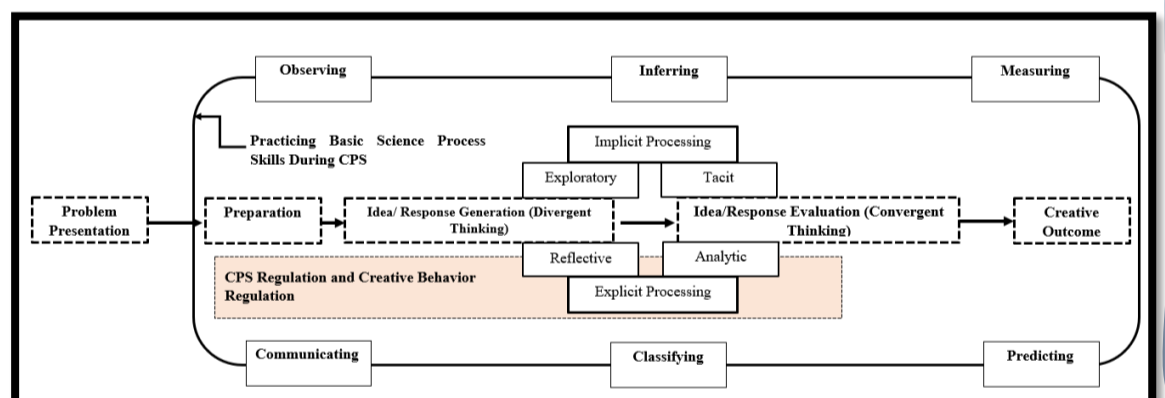 Observing
Inferring
Measuring
Practicing Basic Science Process
Skills During CPS
Implicit Processing
Exploratory
Tacit
Problem
Presentation
Preparation
Idea/ Response Generation (Divergent
Thinking)
Idea/Response Evaluation (Convergent
Thinking)
Creative
Outcome
Reflective
Analytic
CPS Regulation and Creative Behavior
Regulation
Explicit Processing
Communicating
Classifying
Predicting